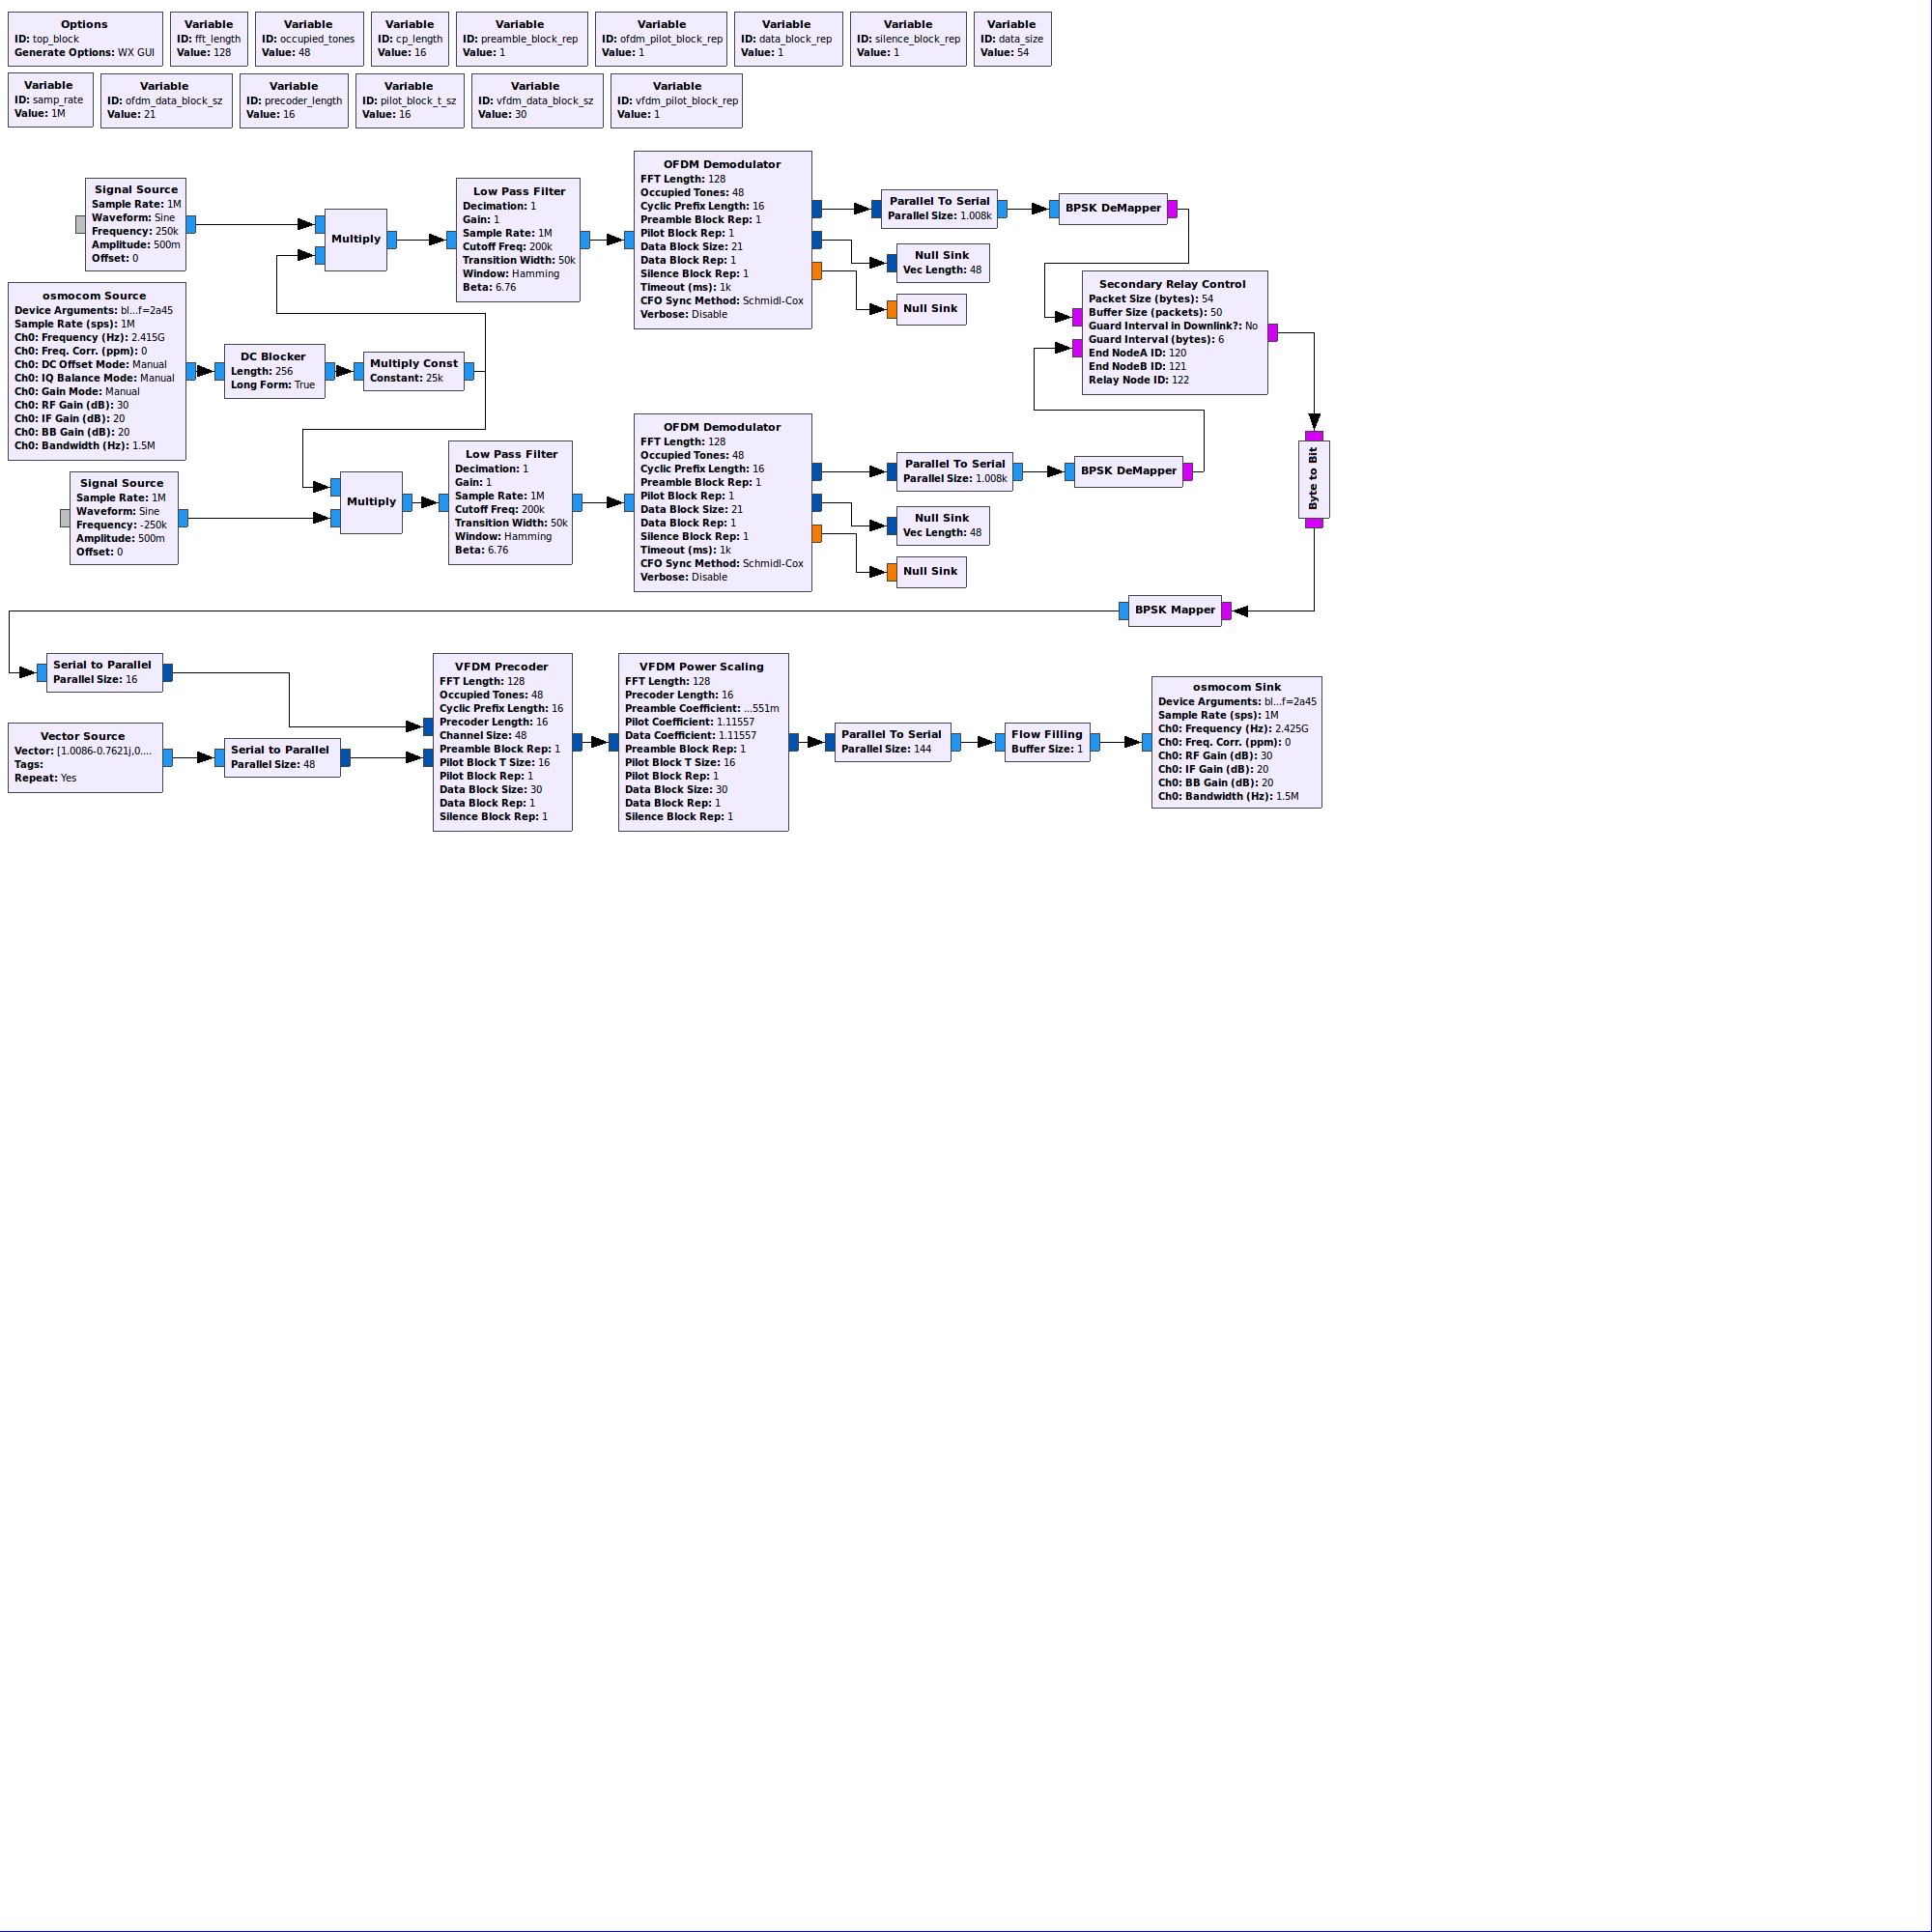 Options
ID: top_block
Generate Options: WX GUI
Variable
ID: fft_length
Value: 128
Variable
ID: occupied_tones
Value: 48
Variable
ID: cp_length
Value: 16
Variable
ID: preamble_block_rep
Value: 1
Variable
ID: ofdm_pilot_block_rep
Value: 1
Variable
ID: data_block_rep
Value: 1
Variable
ID: silence_block_rep
Value: 1
Variable
ID: data_size
Value: 54
Variable
ID: samp_rate
Value: 1M
Variable
ID: ofdm_data_block_sz
Value: 21
Variable
ID: precoder_length
Value: 16
Variable
ID: pilot_block_t_sz
Value: 16
Variable
ID: vfdm_data_block_sz
Value: 30
Variable
ID: vfdm_pilot_block_rep
Value: 1
Signal Source
Sample Rate: 1M
Waveform: Sine
Frequency: 250k
Amplitude: 500m
Offset: 0
Multiply
Low Pass Filter
Decimation: 1
Gain: 1
Sample Rate: 1M
Cutoff Freq: 200k
Transition Width: 50k
Window: Hamming
Beta: 6.76
OFDM Demodulator
FFT Length: 128
Occupied Tones: 48
Cyclic Prefix Length: 16
Preamble Block Rep: 1
Pilot Block Rep: 1
Data Block Size: 21
Data Block Rep: 1
Silence Block Rep: 1
Timeout (ms): 1k
CFO Sync Method: Schmidl-Cox
Verbose: Disable
Parallel To Serial
Parallel Size: 1.008k
BPSK DeMapper
Null Sink
Vec Length: 48
Null Sink
osmocom Source
Device Arguments: bl...f=2a45
Sample Rate (sps): 1M
Ch0: Frequency (Hz): 2.415G
Ch0: Freq. Corr. (ppm): 0
Ch0: DC Offset Mode: Manual
Ch0: IQ Balance Mode: Manual
Ch0: Gain Mode: Manual
Ch0: RF Gain (dB): 30
Ch0: IF Gain (dB): 20
Ch0: BB Gain (dB): 20
Ch0: Bandwidth (Hz): 1.5M
DC Blocker
Length: 256
Long Form: True
Multiply Const
Constant: 25k
Secondary Relay Control
Packet Size (bytes): 54
Buffer Size (packets): 50
Guard Interval in Downlink?: No
Guard Interval (bytes): 6
End NodeA ID: 120
End NodeB ID: 121
Relay Node ID: 122
Signal Source
Sample Rate: 1M
Waveform: Sine
Frequency: -250k
Amplitude: 500m
Offset: 0
Multiply
Low Pass Filter
Decimation: 1
Gain: 1
Sample Rate: 1M
Cutoff Freq: 200k
Transition Width: 50k
Window: Hamming
Beta: 6.76
OFDM Demodulator
FFT Length: 128
Occupied Tones: 48
Cyclic Prefix Length: 16
Preamble Block Rep: 1
Pilot Block Rep: 1
Data Block Size: 21
Data Block Rep: 1
Silence Block Rep: 1
Timeout (ms): 1k
CFO Sync Method: Schmidl-Cox
Verbose: Disable
Parallel To Serial
Parallel Size: 1.008k
BPSK DeMapper
Null Sink
Vec Length: 48
Null Sink
Byte to Bit
BPSK Mapper
Serial to Parallel
Parallel Size: 16
Vector Source
Vector: [1.0086-0.7621j,0....
Tags:
Repeat: Yes
Serial to Parallel
Parallel Size: 48
VFDM Precoder
FFT Length: 128
Occupied Tones: 48
Cyclic Prefix Length: 16
Precoder Length: 16
Channel Size: 48
Preamble Block Rep: 1
Pilot Block T Size: 16
Pilot Block Rep: 1
Data Block Size: 30
Data Block Rep: 1
Silence Block Rep: 1
VFDM Power Scaling
FFT Length: 128
Precoder Length: 16
Preamble Coefficient: ...551m
Pilot Coefficient: 1.11557
Data Coefficient: 1.11557
Preamble Block Rep: 1
Pilot Block T Size: 16
Pilot Block Rep: 1
Data Block Size: 30
Data Block Rep: 1
Silence Block Rep: 1
Parallel To Serial
Parallel Size: 144
Flow Filling
Buffer Size: 1
osmocom Sink
Device Arguments: bl...f=2a45
Sample Rate (sps): 1M
Ch0: Frequency (Hz): 2.425G
Ch0: Freq. Corr. (ppm): 0
Ch0: RF Gain (dB): 30
Ch0: IF Gain (dB): 20
Ch0: BB Gain (dB): 20
Ch0: Bandwidth (Hz): 1.5M